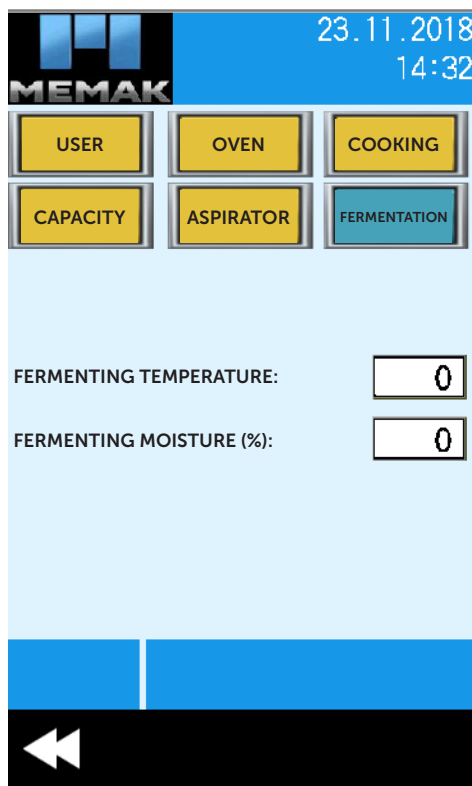 23.11.2018
14:32
MEMAK
USER OVEN COOKING
CAPACITY ASPIRATOR FERMENTATION
FERMENTING TEMPERATURE: 0
FERMENTING MOISTURE (%): 0